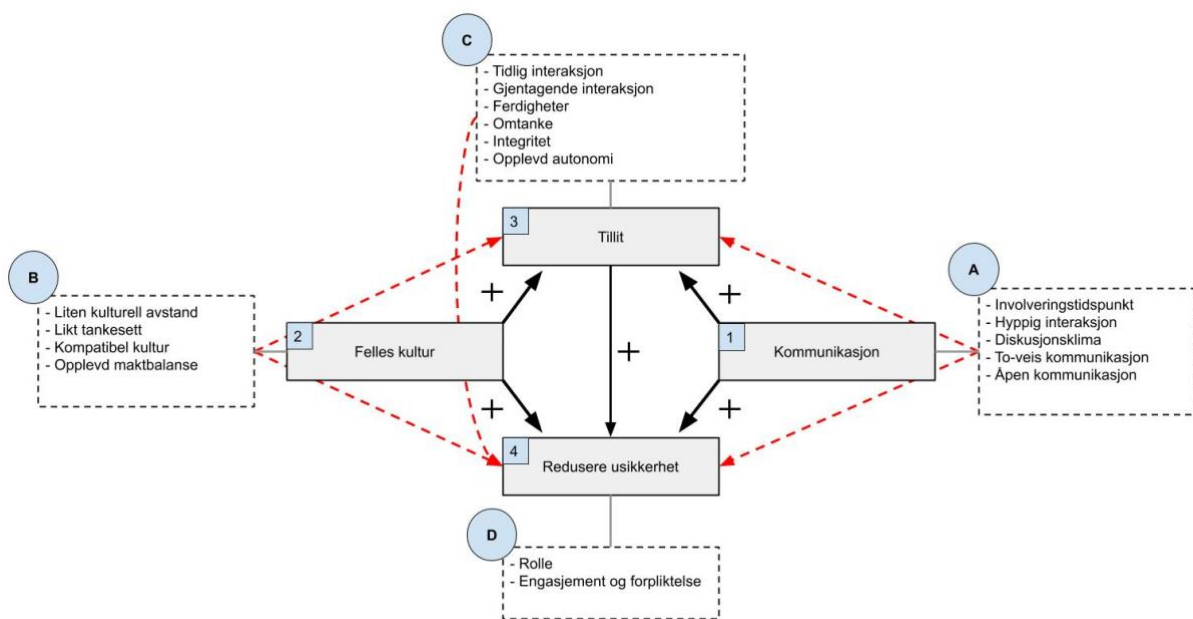 C
- Tidlig interaksjon
- Gjentagende interaksjon
- Ferdigheter
- Omtanke
- Integritet
- Opplevd autonomi
3
Tillit
B
- Liten kulturell avstand
- Likt tankesett
- Kompatibel kultur
- Opplevd maktbalanse
A
- Involveringstidspunkt
- Hyppig interaksjon
- Diskusjonsklima
- To-veis kommunikasjon
- Åpen kommunikasjon
+
+
2
Felles kultur
+
1
Kommunikasjon
+
+
4
Redusere usikkerhet
D
- Rolle
- Engasjement og forpliktelse